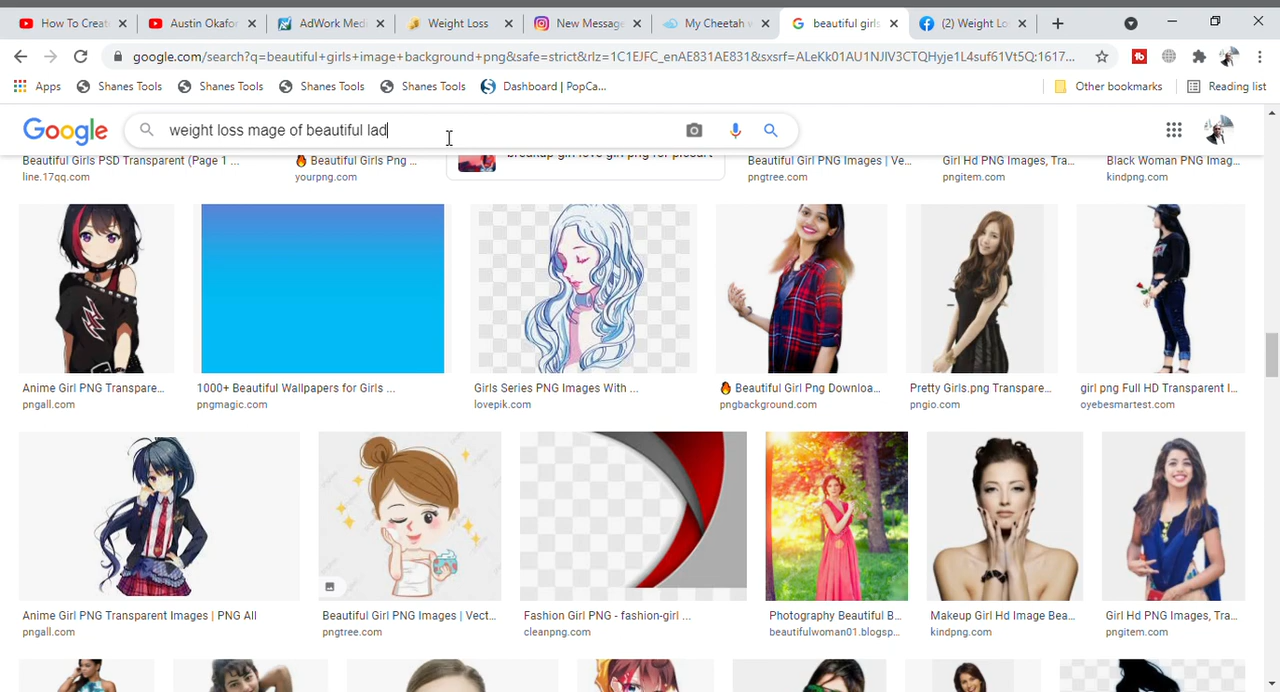 How To Create
Austin Okafor
AdWork Medi
Weight Loss
New Message
My Cheetah w
beautiful girls
(2) Weight Lo
google.com/search?q=beautiful+girls+image+background+png&safe=strict&rlz=1C1EJFC_enAE831AE831&sxsrf=ALeKk01AU1NJIV3CTQHyje1L4suf61Vt5Q:1617...
Apps
Shanes Tools
Shanes Tools
Shanes Tools
Shanes Tools
Dashboard | PopCa...
Other bookmarks
Reading list
Google
weight loss mage of beautiful lad
Beautiful Girls PSD Transparent (Page 1 ...
Beautiful Girls Png ...
breakup girl love girl png for picsart
Beautiful Girl PNG Images | Ve...
Girl Hd PNG Images, Tra...
Black Woman PNG Imag...
line.17qq.com
yourpng.com
pngtree.com
pngitem.com
kindpng.com
Anime Girl PNG Transpare...
1000+ Beautiful Wallpapers for Girls ...
Girls Series PNG Images With ...
Beautiful Girl Png Downloa...
Pretty Girls.png Transpare...
girl png Full HD Transparent I...
pngall.com
pngmagic.com
lovepik.com
pngbackground.com
pngio.com
oyebesmartest.com
Anime Girl PNG Transparent Images | PNG All
Beautiful Girl PNG Images | Vect...
Fashion Girl PNG - fashion-girl ...
Photography Beautiful B...
Makeup Girl Hd Image Bea...
Girl Hd PNG Images, Tra...
pngall.com
pngtree.com
cleanpng.com
beautifulwoman01.blogsp...
kindpng.com
pngitem.com